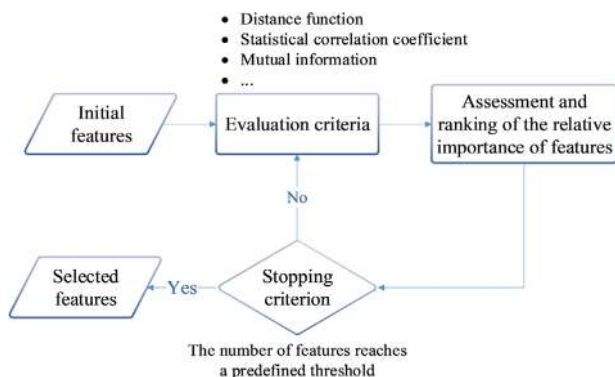 • Distance function
• Statistical correlation coefficient
• Mutual information
• ...
Initial
features
Evaluation criteria
Assessment and
ranking of the relative
importance of features
No
Selected
features
Yes
Stopping
criterion
The number of features reaches
a predefined threshold